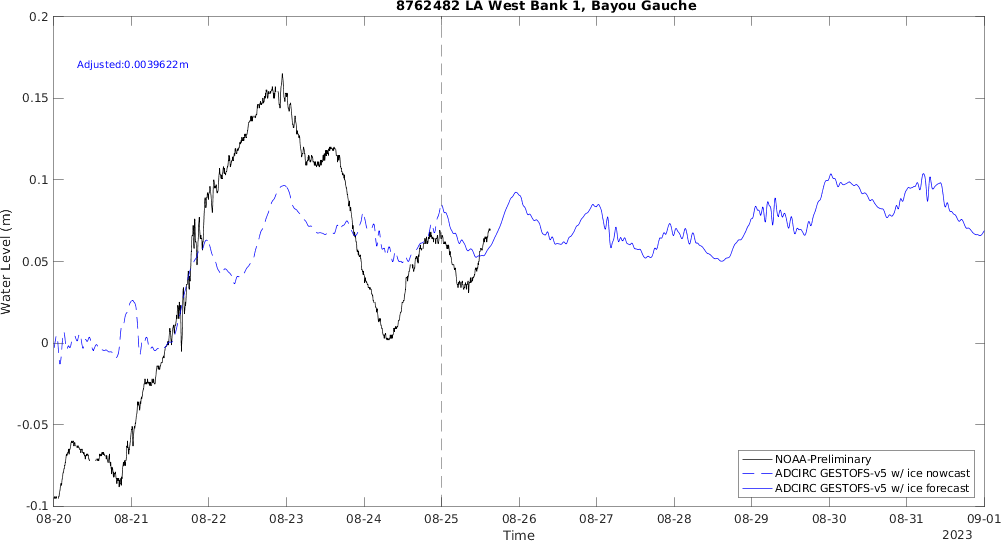 8762482 LA West Bank 1, Bayou Gauche
Adjusted:0.0039622m
Water Level (m)
0.2
0.15
0.1
0.05
0
-0.05
-0.1
NOAA-Preliminary
ADCIRC GESTOFS-v5 w/ ice nowcast
ADCIRC GESTOFS-v5 w/ ice forecast
08-20 08-21 08-22 08-23 08-24 08-25 08-26 08-27 08-28 08-29 08-30 08-31 09-01
Time
2023